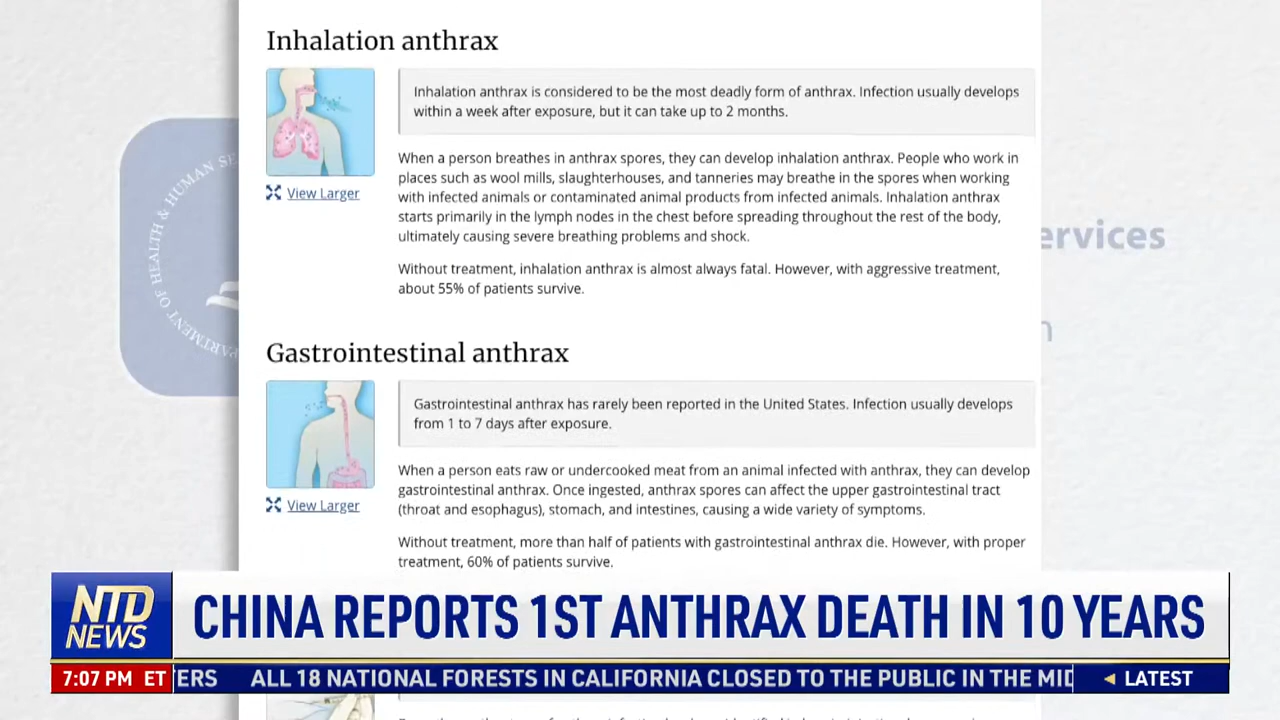 Inhalation anthrax
Inhalation anthrax is considered to be the most deadly form of anthrax. Infection usually develops
within a week after exposure, but it can take up to 2 months.
View Larger
When a person breathes in anthrax spores, they can develop inhalation anthrax. People who work in
places such as wool mills, slaughterhouses, and tanneries may breathe in the spores when working
with infected animals or contaminated animal products from infected animals. Inhalation anthrax
starts primarily in the lymph nodes in the chest before spreading throughout the rest of the body,
ultimately causing severe breathing problems and shock.
Without treatment, inhalation anthrax is almost always fatal. However, with aggressive treatment,
about 55% of patients survive.
OF HEALTH & HUMAN
ervices
Gastrointestinal anthrax
Gastrointestinal anthrax has rarely been reported in the United States. Infection usually develops
from 1 to 7 days after exposure.
View Larger
When a person eats raw or undercooked meat from an animal infected with anthrax, they can develop
gastrointestinal anthrax. Once ingested, anthrax spores can affect the upper gastrointestinal tract
(throat and esophagus), stomach, and intestines, causing a wide variety of symptoms.
Without treatment, more than half of patients with gastrointestinal anthrax die. However, with proper
treatment, 60% of patients survive.
NTD
NEWS
CHINA REPORTS 1ST ANTHRAX DEATH IN 10 YEARS
7:07 PM ET
ERS ALL 18 NATIONAL FORESTS IN CALIFORNIA CLOSED TO THE PUBLIC IN THE MID
LATEST